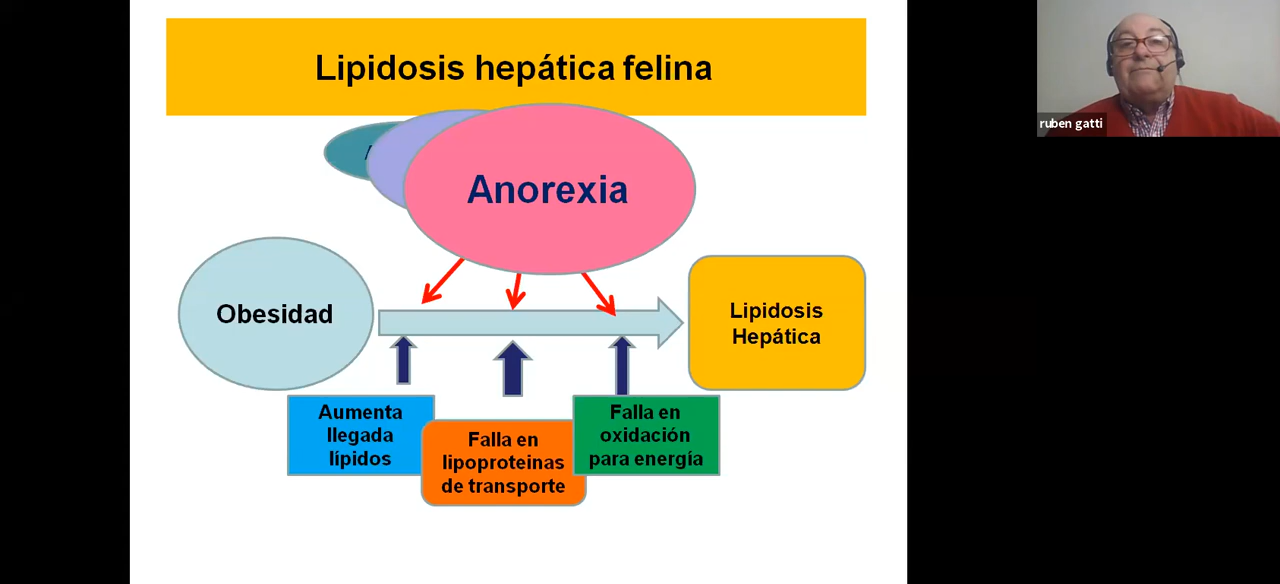 Lipidosis hepática felina
ruben gatti
Anorexia
Obesidad
Lipidosis
Hepática
Aumenta
llegada
lípidos
Falla en
lipoproteinas
de transporte
Falla en
oxidación
para energía